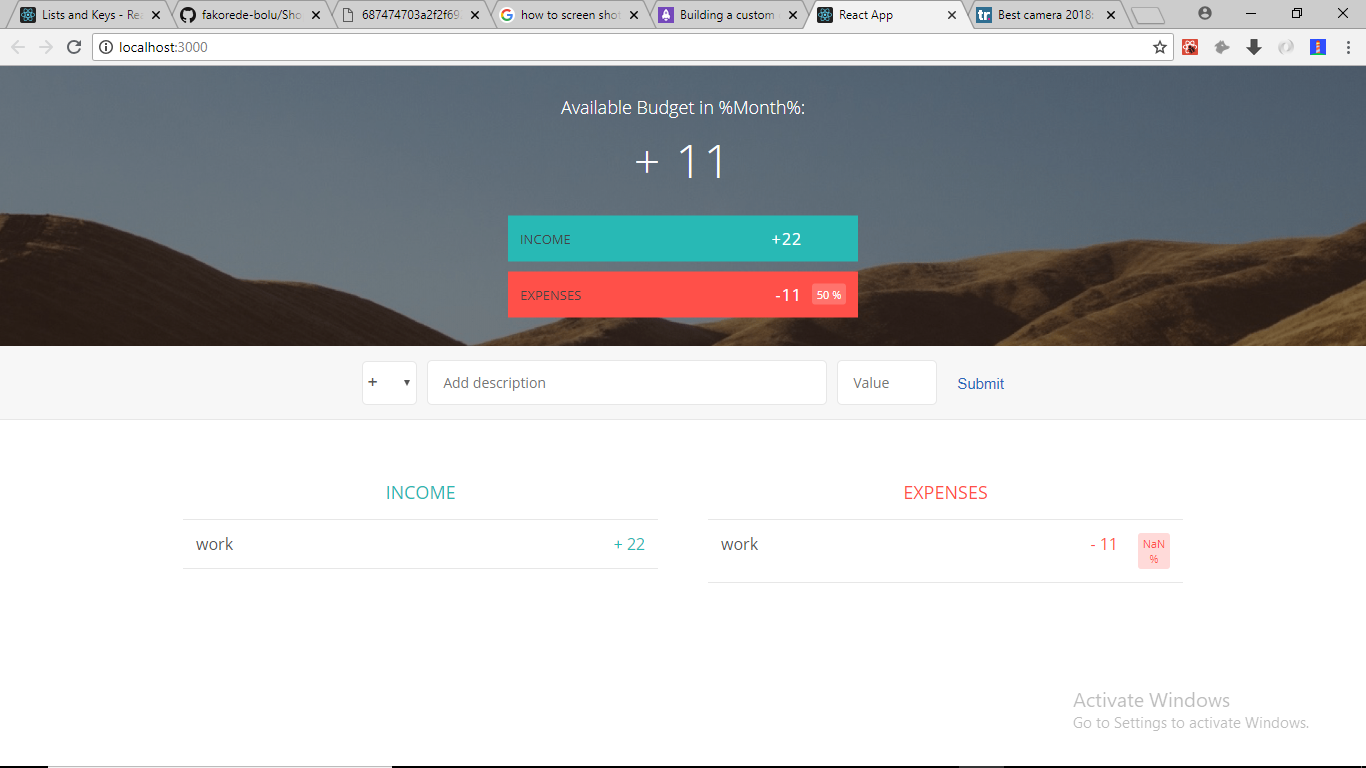 Lists and Keys - Rea
fakorede-bolu/Sho
687474703a2f2f69
how to screen shot
Building a custom
React App
Best camera 2018:
localhost:3000
Available Budget in %Month%:
+ 11
INCOME +22
EXPENSES -11 50 %
+ Add description Value Submit
INCOME
work + 22
EXPENSES
work - 11 NaN
%
Activate Windows
Go to Settings to activate Windows.